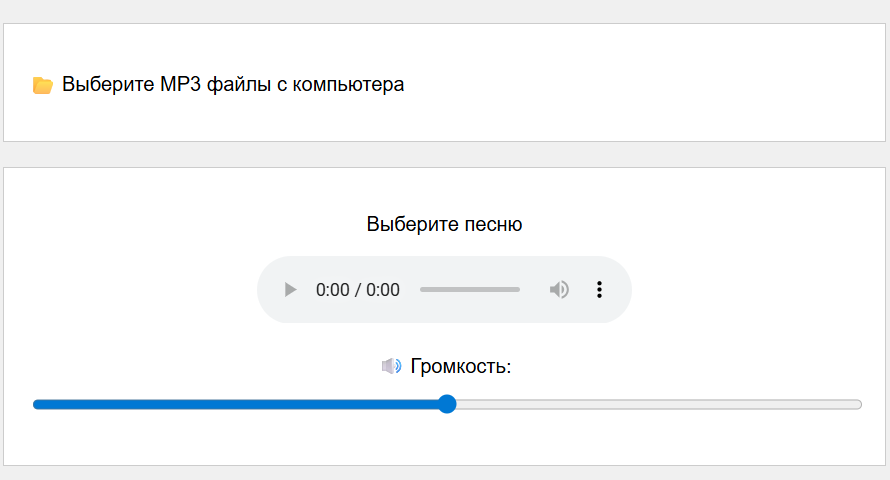 Выберите MP3 файлы с компьютера
Выберите песню
0:00 / 0:00
Громкость: